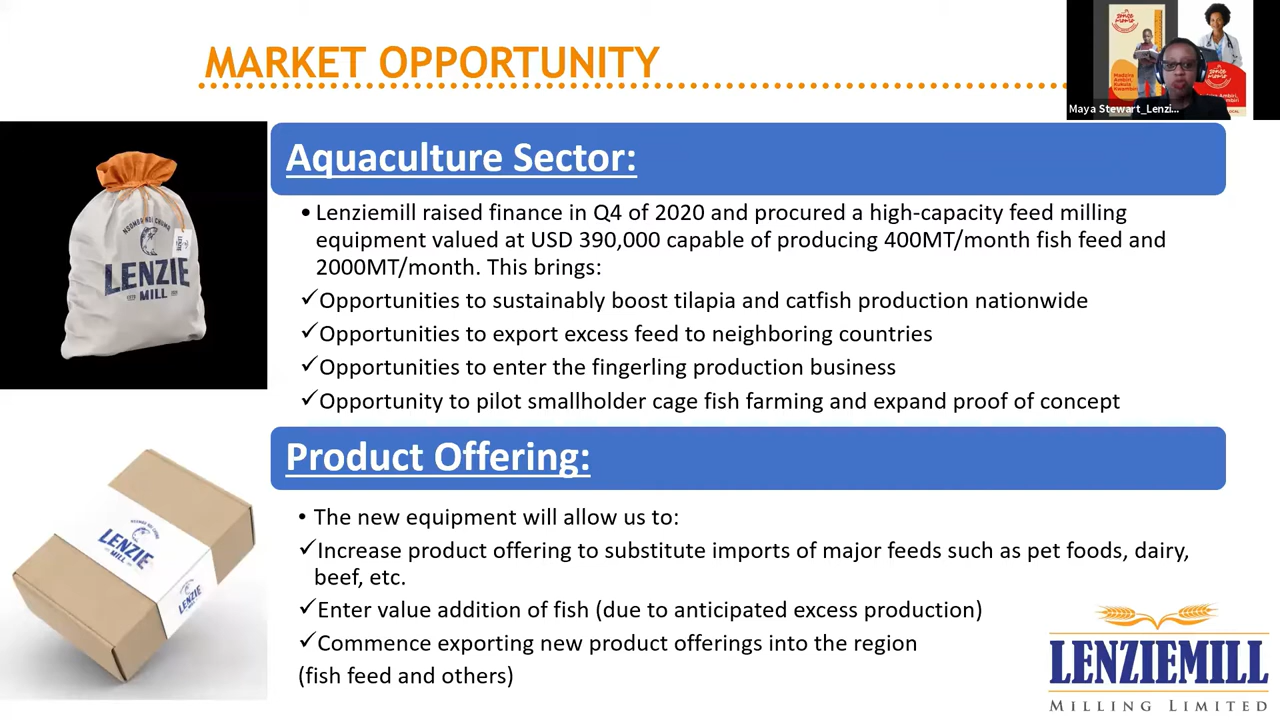 MARKET OPPORTUNITY
Maya Stewart_Lenzi...
Aquaculture Sector:
• Lenziemill raised finance in Q4 of 2020 and procured a high-capacity feed milling
equipment valued at USD 390,000 capable of producing 400MT/month fish feed and
2000MT/month. This brings:
✓Opportunities to sustainably boost tilapia and catfish production nationwide
✓Opportunities to export excess feed to neighboring countries
✓Opportunities to enter the fingerling production business
✓Opportunity to pilot smallholder cage fish farming and expand proof of concept
LENZIE
MILL
Product Offering:
• The new equipment will allow us to:
✓Increase product offering to substitute imports of major feeds such as pet foods, dairy,
beef, etc.
✓Enter value addition of fish (due to anticipated excess production)
✓Commence exporting new product offerings into the region
(fish feed and others)
LENZIE
MILL
LENZIE
LENZIEMILL
MILLING LIMITED